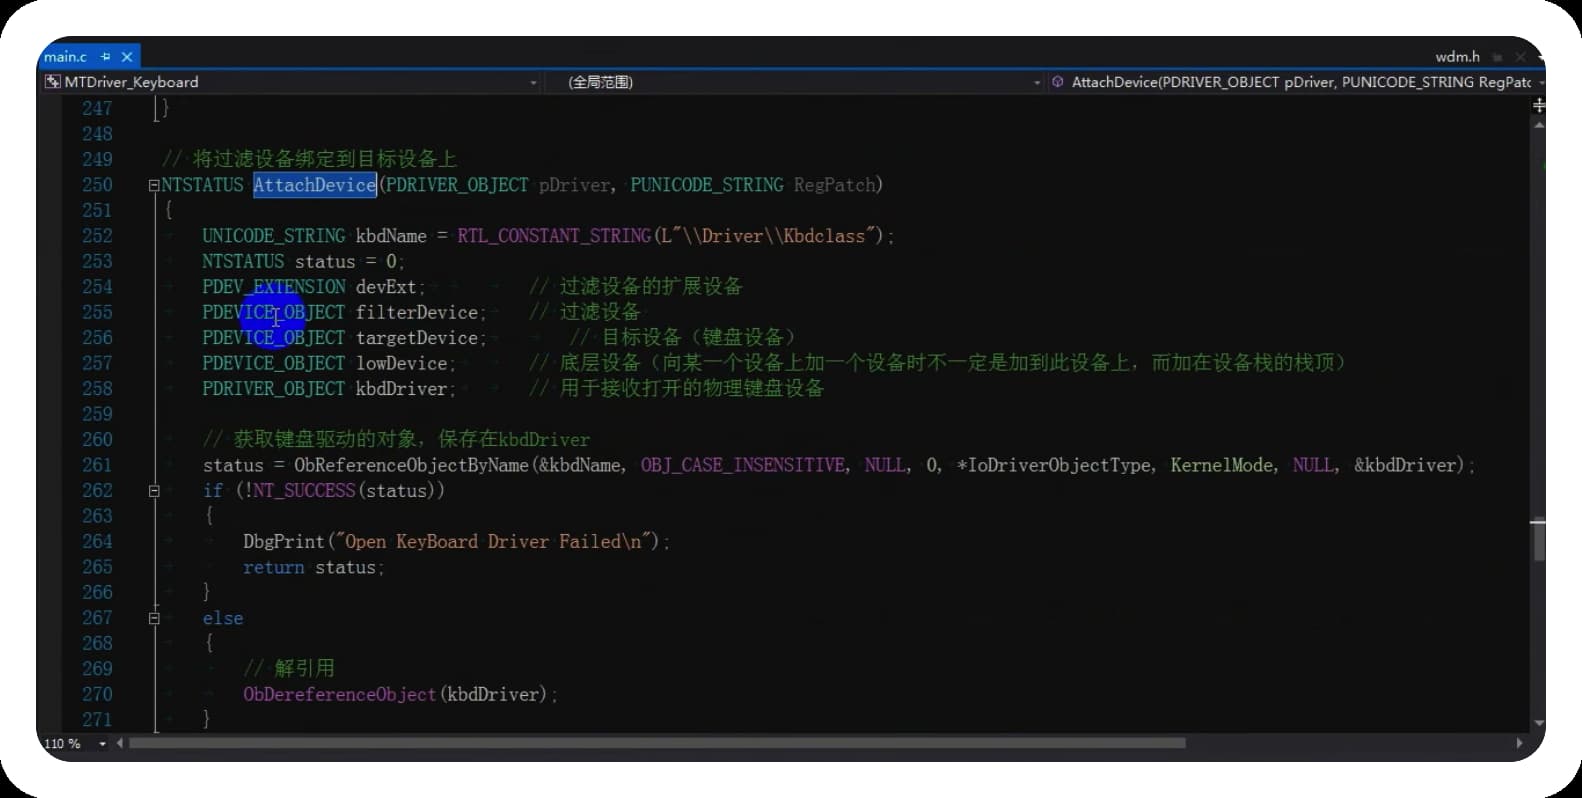 main.c
wdm.h
MTDriver_Keyboard
(全局范围)
AttachDevice(PDRIVER_OBJECT pDriver, PUNICODE_STRING RegPatc
247 }
248
249 // 将过滤设备绑定到目标设备上
250 NTSTATUS AttachDevice(PDRIVER_OBJECT pDriver, PUNICODE_STRING RegPatch)
251 {
252 UNICODE_STRING kbdName = RTL_CONSTANT_STRING(L"\\Driver\\Kbdclass");
253 NTSTATUS status = 0;
254 PDEV_EXTENSION devExt; // 过滤设备的扩展设备
255 PDEVICE_OBJECT filterDevice; // 过滤设备
256 PDEVICE_OBJECT targetDevice; // 目标设备（键盘设备）
257 PDEVICE_OBJECT lowDevice; // 底层设备（向某一个设备上加一个设备时不一定是加到此设备上，而加在设备栈的栈顶）
258 PDRIVER_OBJECT kbdDriver; // 用于接收打开的物理键盘设备
259
260 // 获取键盘驱动的对象，保存在kbdDriver
261 status = ObReferenceObjectByName(&kbdName, OBJ_CASE_INSENSITIVE, NULL, 0, *IoDriverObjectType, KernelMode, NULL, &kbdDriver);
262 if (!NT_SUCCESS(status))
263 {
264 DbgPrint("Open KeyBoard Driver Failed\n");
265 return status;
266 }
267 else
268 {
269 // 解引用
270 ObDereferenceObject(kbdDriver);
271 }
110 %